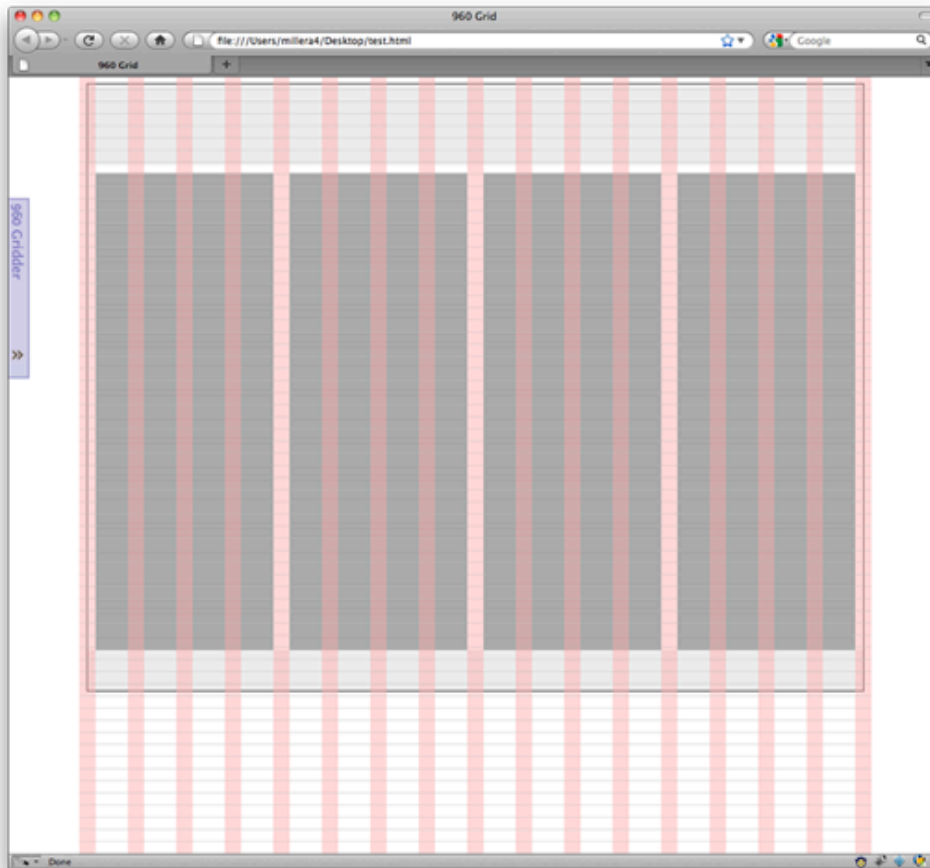 960 Grid
file:///Users/millera4/Desktop/test.html
Google
960 Grid
960 Gridder
»
Done